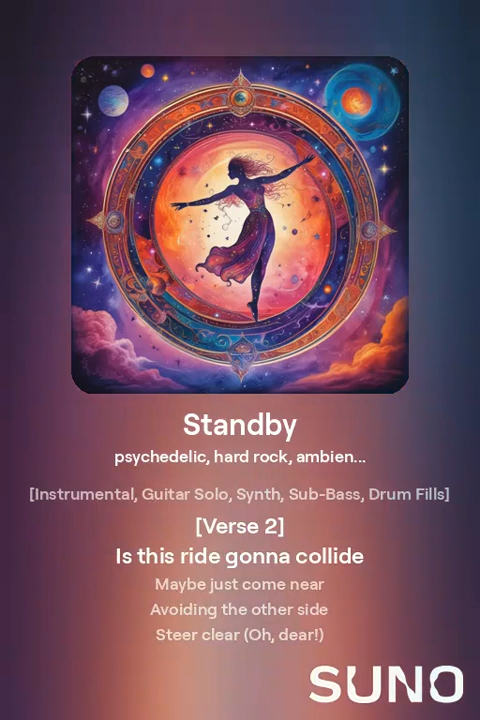 Standby
psychedelic, hard rock, ambien...
[Instrumental, Guitar Solo, Synth, Sub-Bass, Drum Fills]
[Verse 2]
Is this ride gonna collide
Maybe just come near
Avoiding the other side
Steer clear (Oh, dear!)
SUNO